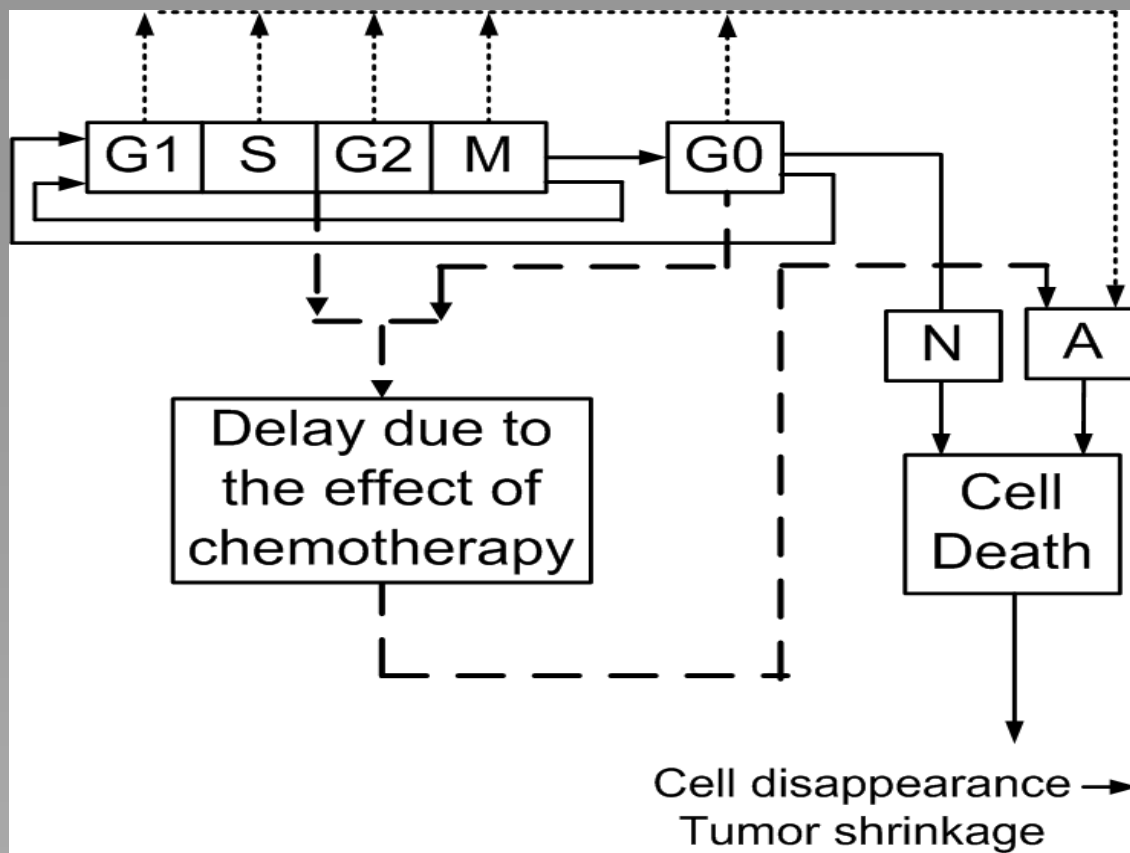 G1 S G2 M G0
N A
Delay due to
the effect of
chemotherapy
Cell
Death
Cell disappearance
Tumor shrinkage